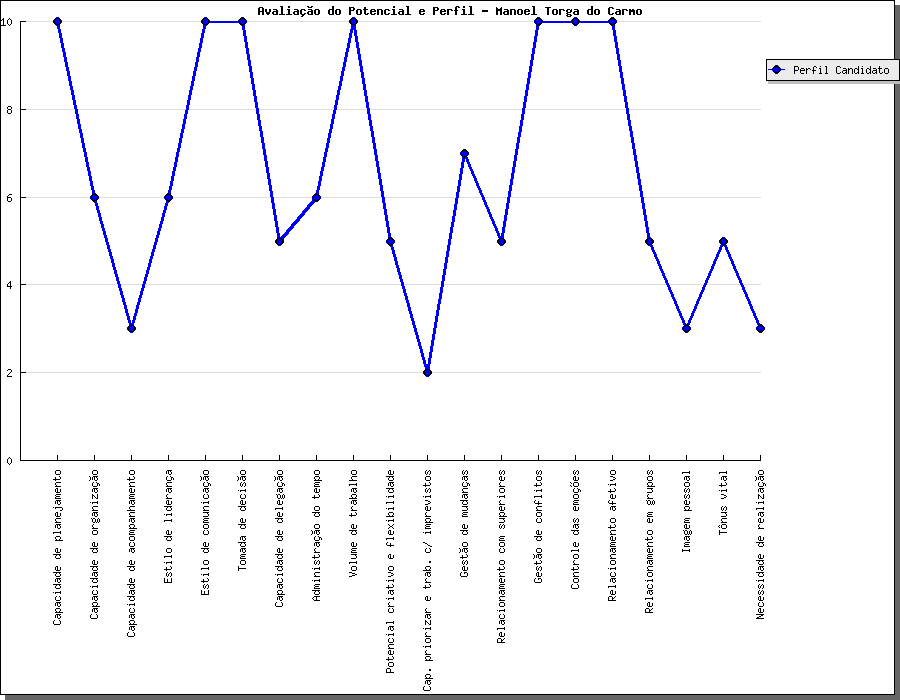 Avaliação do Potencial e Perfil - Manoel Torga do Carmo
Perfil Candidato
10
8
6
4
2
0
Capacidade de planejamento
Capacidade de organização
Capacidade de acompanhamento
Estilo de liderança
Estilo de comunicação
Tomada de decisão
Capacidade de delegação
Administração do tempo
Volume de trabalho
Potencial criativo e flexibilidade
Cap. priorizar e trab. c/ imprevistos
Gestão de mudanças
Relacionamento com superiores
Gestão de conflitos
Controle das emoções
Relacionamento afetivo
Relacionamento em grupos
Imagem pessoal
Tônus vital
Necessidade de realização